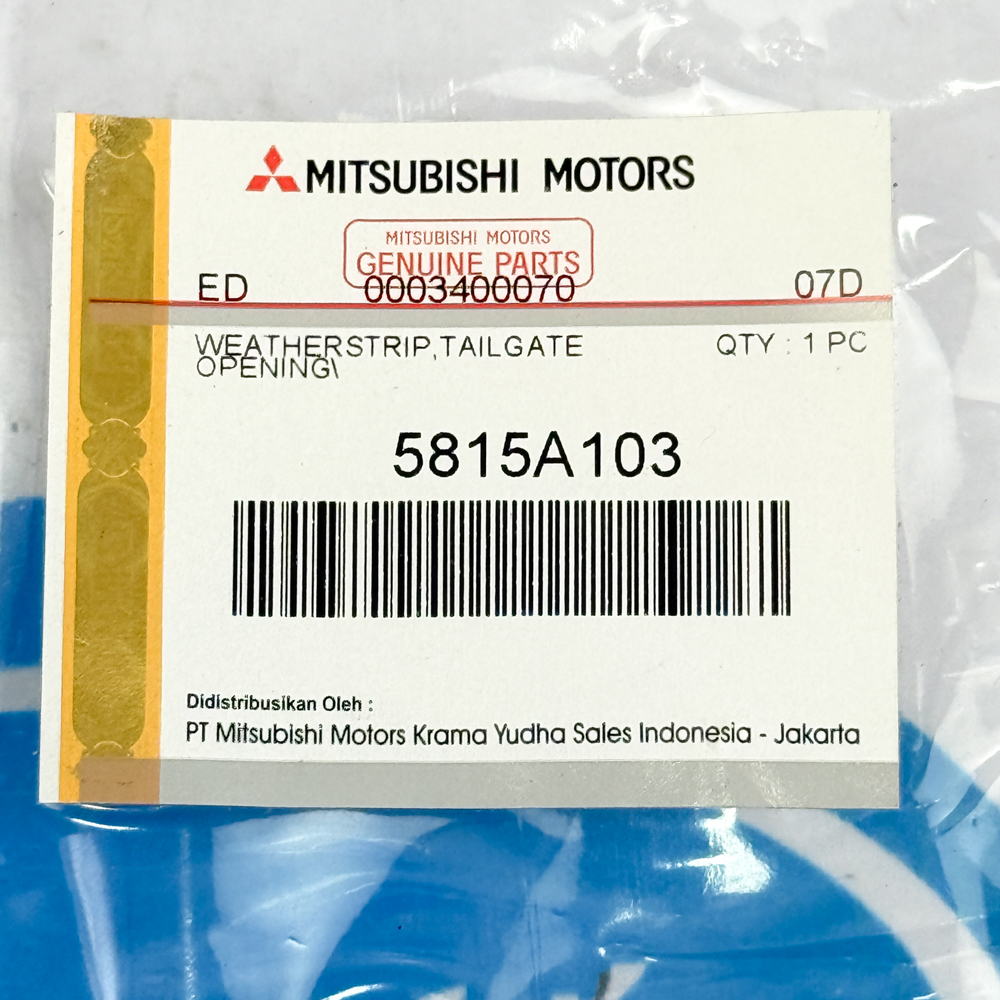 MITSUBISHI MOTORS
MITSUBISHI MOTORS
GENUINE PARTS
ED 0003400070 07D
WEATHERSTRIP,TAILGATE QTY : 1 PC
OPENING\
5815A103
Didistribusikan Oleh :
PT Mitsubishi Motors Krama Yudha Sales Indonesia - Jakarta